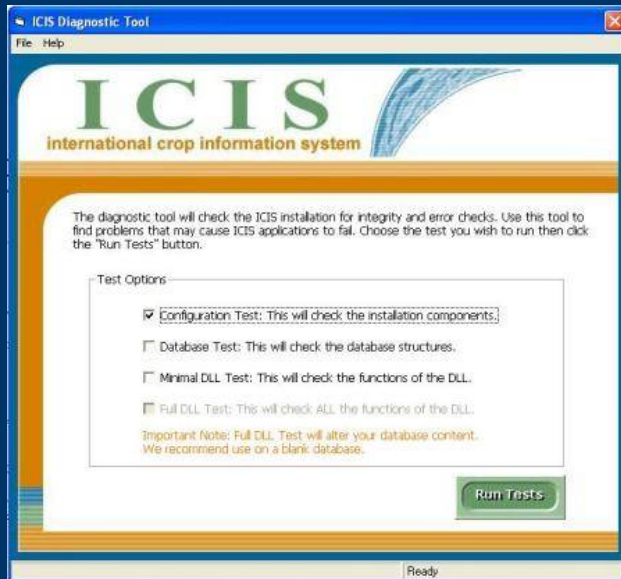 ICIS Diagnostic Tool
File Help
ICIS
international crop information system
The diagnostic tool will check the ICIS installation for integrity and error checks. Use this tool to
find problems that may cause ICIS applications to fail. Choose the test you wish to run then click
the "Run Tests" button.
Test Options
Configuration Test: This will check the installation components.
Database Test: This will check the database structures.
Minimal DLL Test: This will check the functions of the DLL.
Full DLL Test: This will check ALL the functions of the DLL.
Important Note: Full DLL Test will alter your database content.
We recommend use on a blank database.
Run Tests
Ready